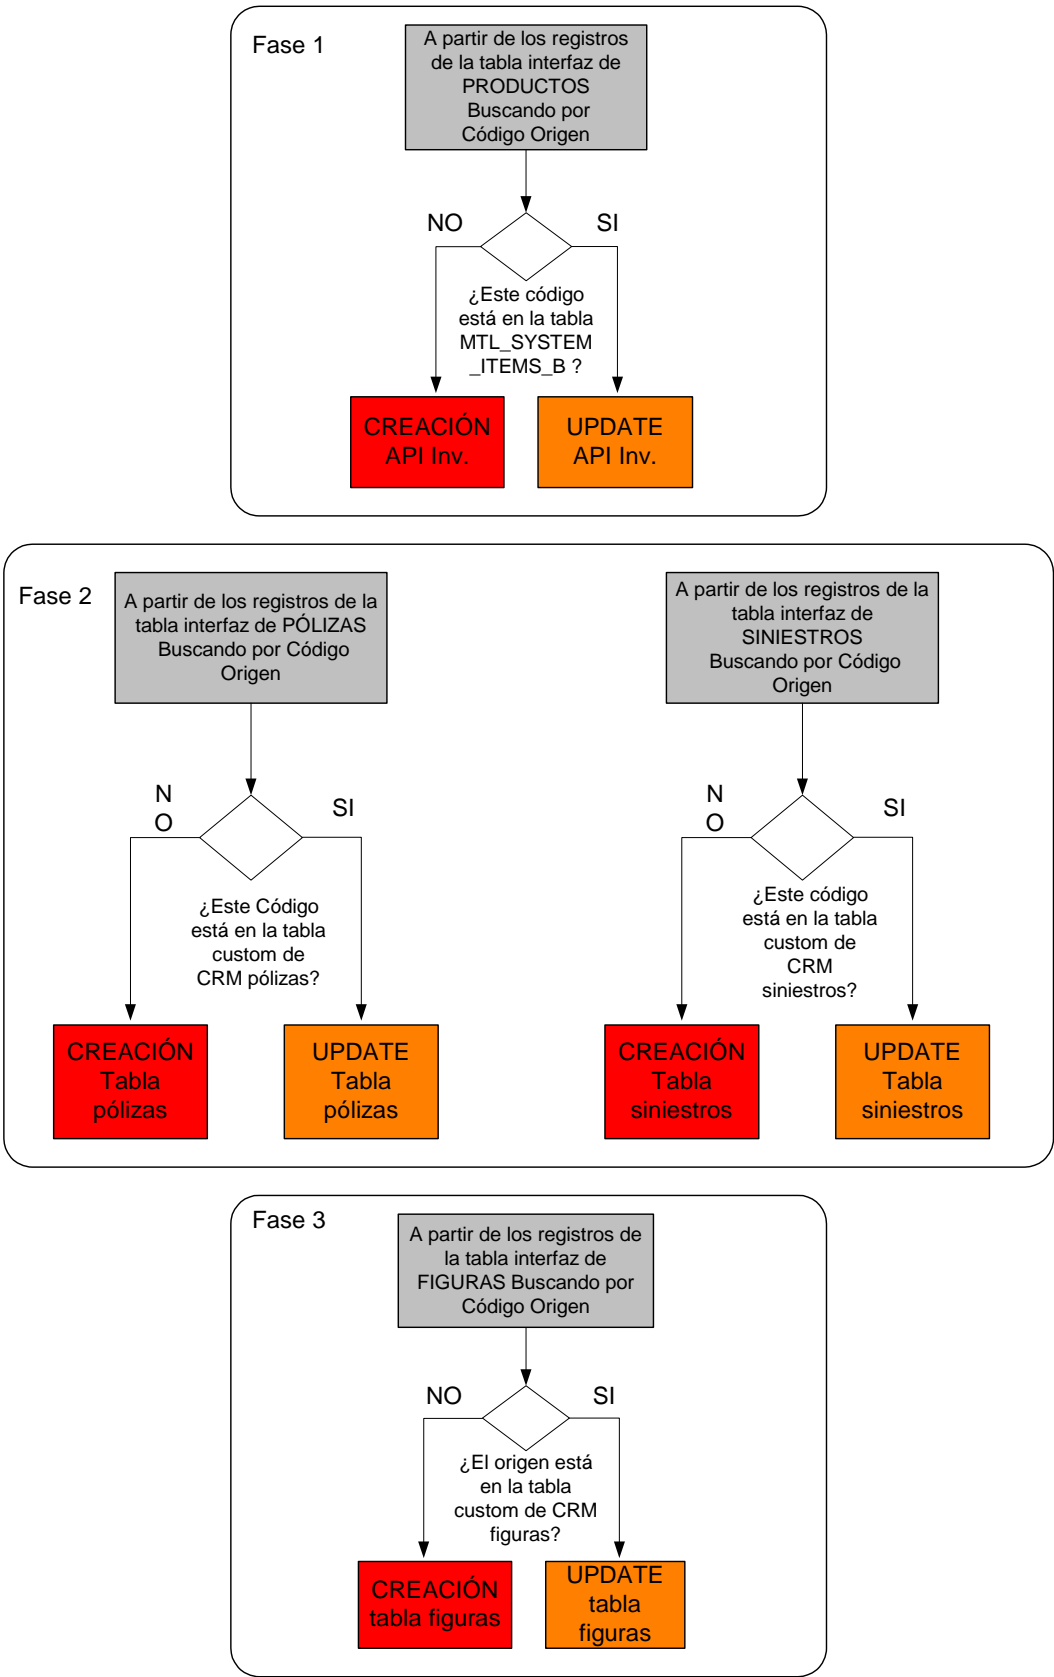 Fase 1
A partir de los registros
de la tabla interfaz de
PRODUCTOS
Buscando por
Código Origen
NO
SI
¿Este código
está en la tabla
MTL_SYSTEM
_ITEMS_B ?
CREACIÓN
API Inv.
UPDATE
API Inv.
Fase 2
A partir de los registros de la
tabla interfaz de PÓLIZAS
Buscando por Código
Origen
N
O
SI
¿Este Código
está en la tabla
custom de
CRM pólizas?
CREACIÓN
Tabla
pólizas
UPDATE
Tabla
pólizas
A partir de los registros de la
tabla interfaz de
SINIESTROS
Buscando por Código
Origen
N
O
SI
¿Este código
está en la tabla
custom de
CRM
siniestros?
CREACIÓN
Tabla
siniestros
UPDATE
Tabla
siniestros
Fase 3
A partir de los registros de
la tabla interfaz de
FIGURAS Buscando por
Código Origen
NO
SI
¿El origen está
en la tabla
custom de CRM
figuras?
CREACIÓN
tabla figuras
UPDATE
tabla
figuras